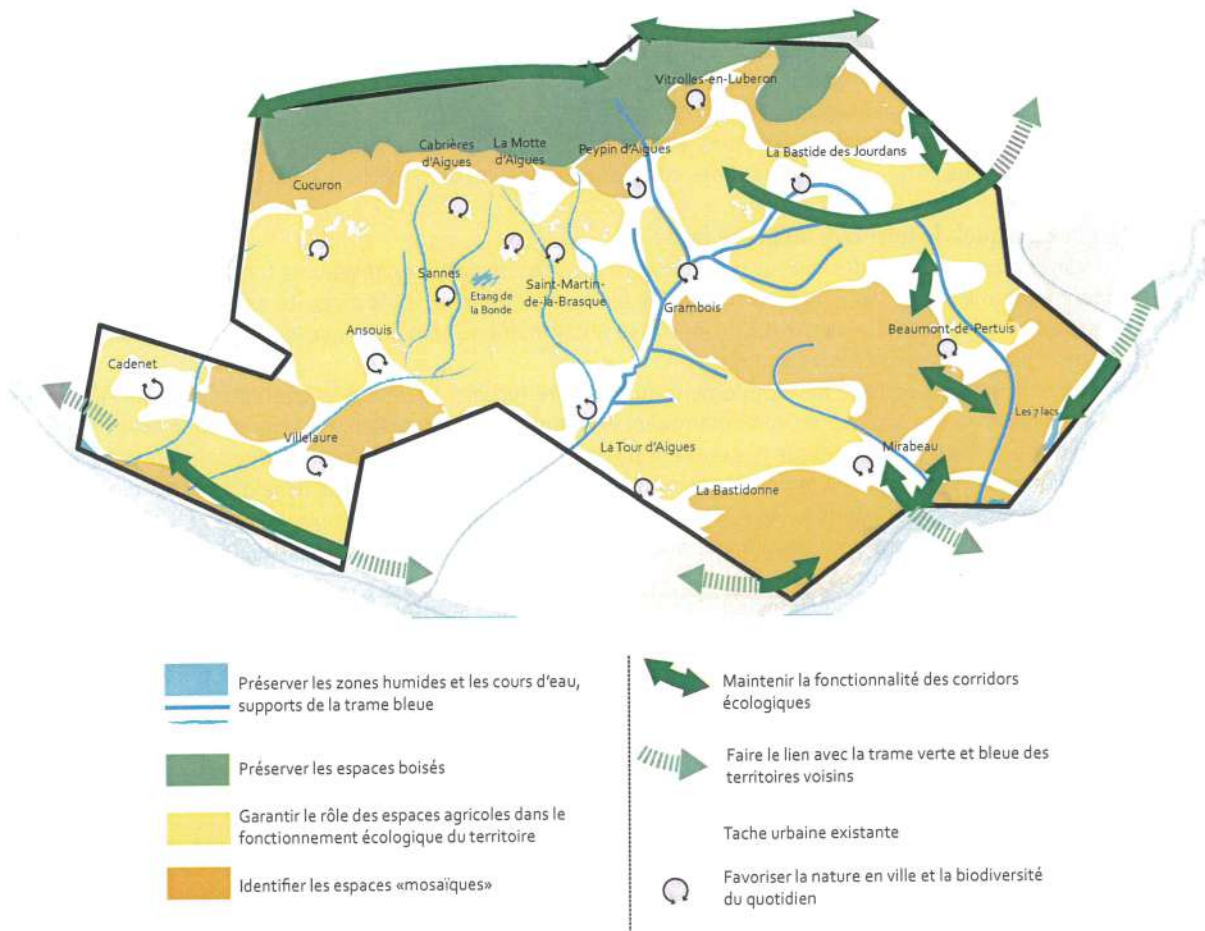 Vitrolles-en-Luberon
Cabrières
d'Aigues
La Motte
d'Aigues
Peypin d'Aigues
La Bastide des Jourdans
Cucuron
Sannes
Etang de
la Bonde
Saint-Martin-
de-la-Brasque
Grambois
Ansouis
Beaumont-de-Pertuis
Cadenet
Les 7 lacs
Villelaure
La Tour d'Aigues
Mirabeau
La Bastidonne
Préserver les zones humides et les cours d'eau,
supports de la trame bleue
Préserver les espaces boisés
Garantir le rôle des espaces agricoles dans le
fonctionnement écologique du territoire
Identifier les espaces «mosaïques»
Maintenir la fonctionnalité des corridors
écologiques
Faire le lien avec la trame verte et bleue des
territoires voisins
Tache urbaine existante
Favoriser la nature en ville et la biodiversité
du quotidien